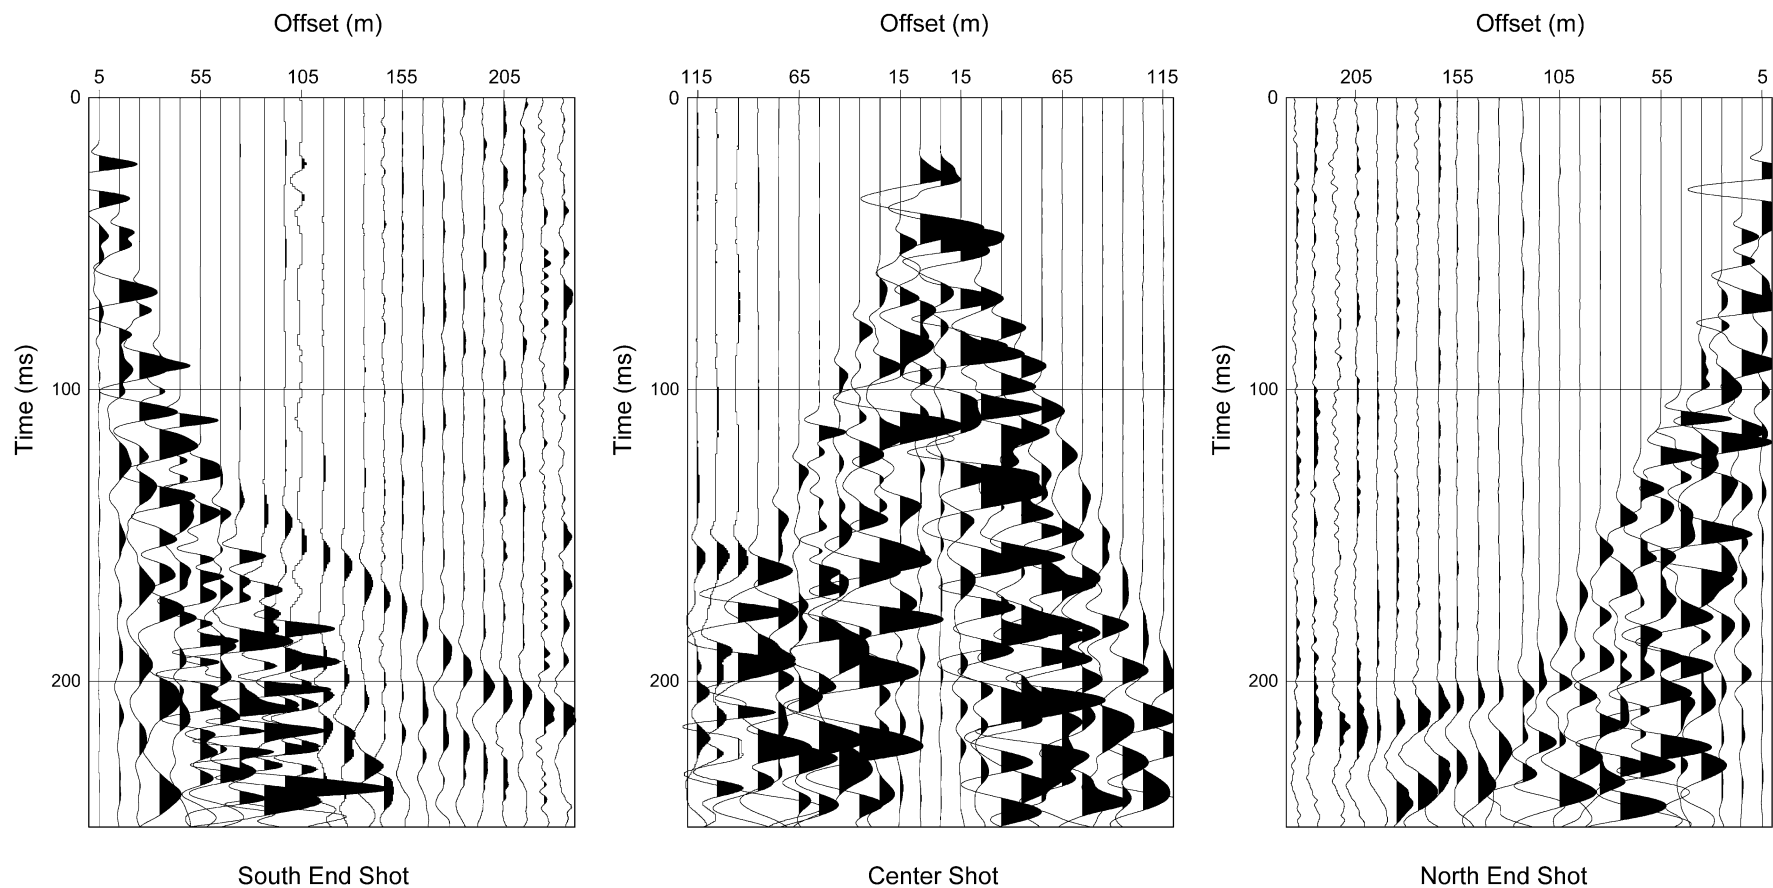 Offset (m)
5 55 105 155 205
0
100
200
Time (ms)
South End Shot
Offset (m)
115 65 15 15 65 115
0
100
200
Time (ms)
Center Shot
Offset (m)
205 155 105 55 5
0
100
200
Time (ms)
North End Shot